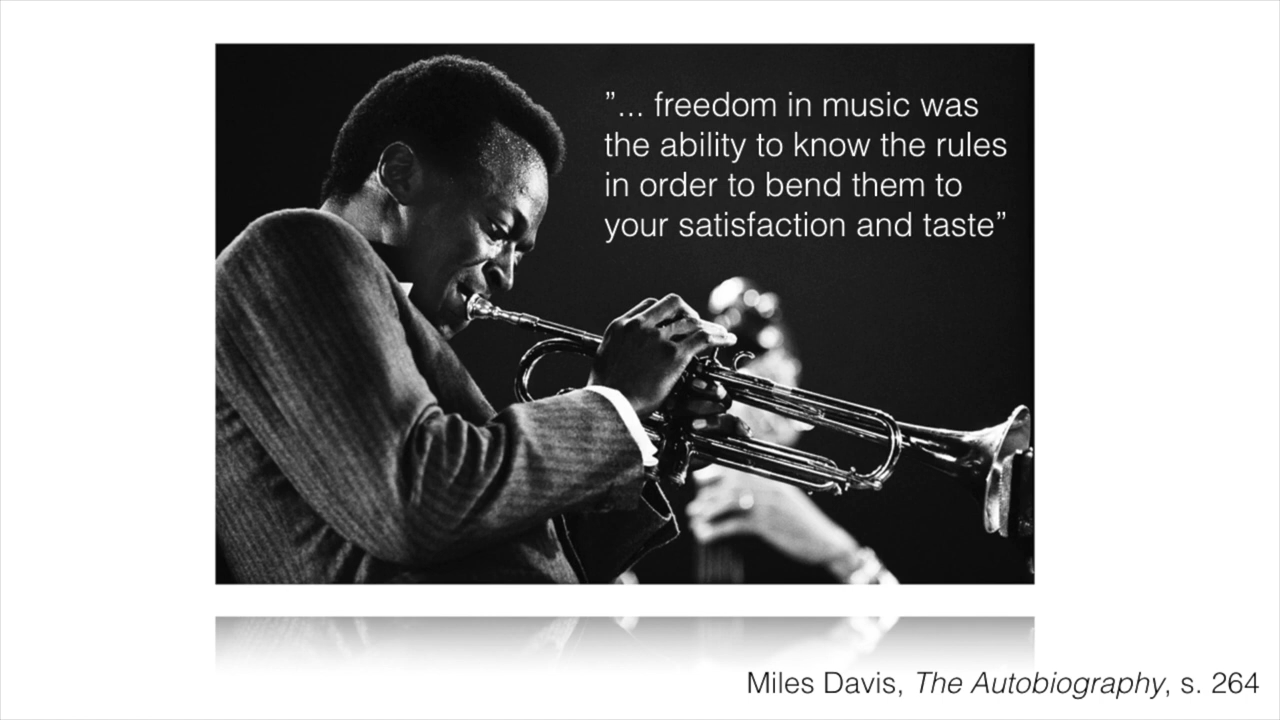 ”... freedom in music was
the ability to know the rules
in order to bend them to
your satisfaction and taste”
Miles Davis, The Autobiography, s. 264